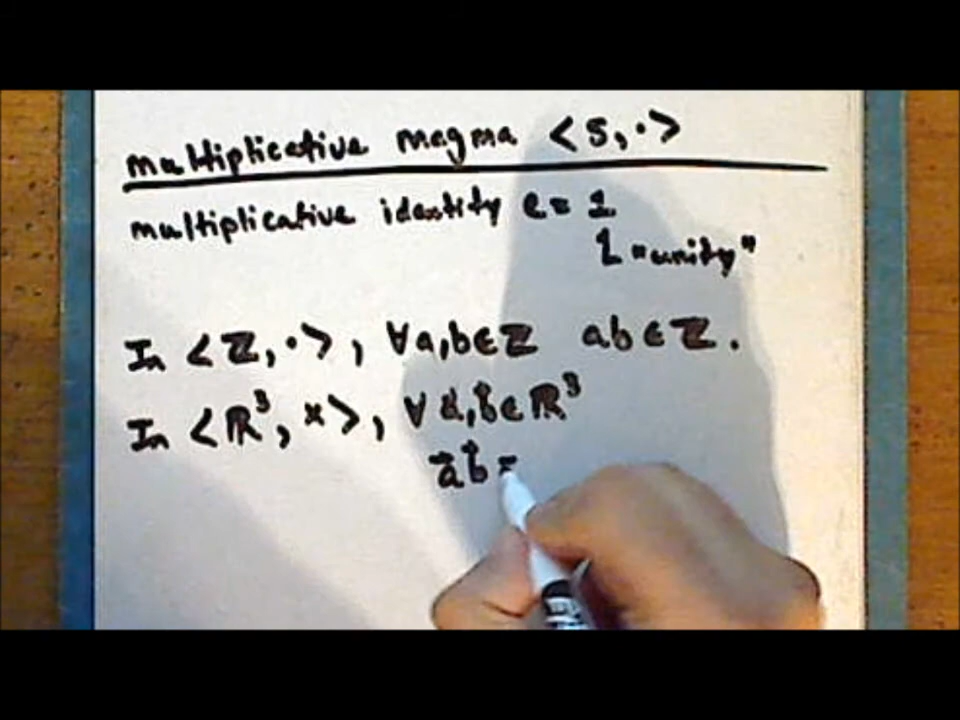 multiplicative magma <S, ·>
multiplicative identity e = 1
1 "unity"
In <ℤ, ·>, ∀a,b∈ℤ ab∈ℤ.
In <ℝ³, ×>, ∀ a⃗,b⃗∈ℝ³
a⃗b⃗